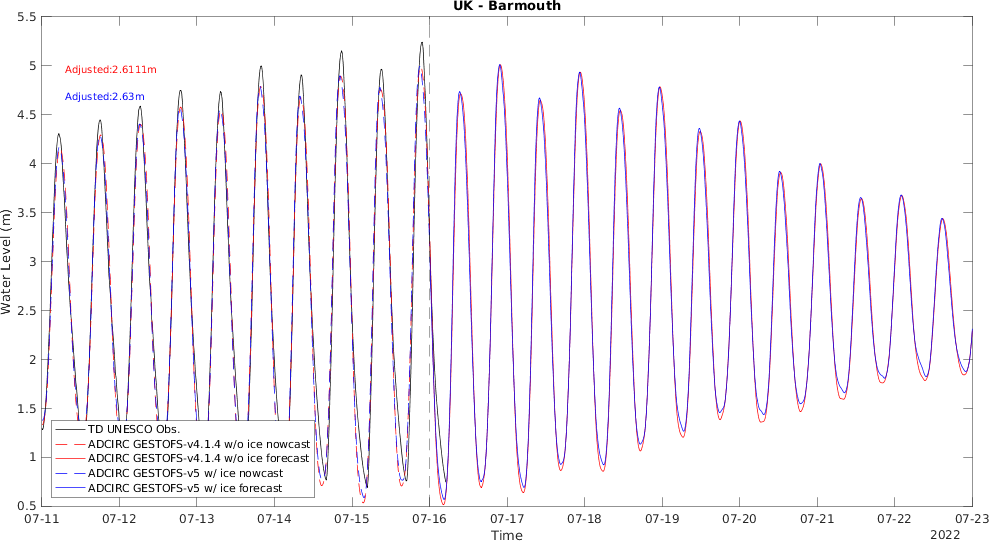 UK - Barmouth
5.5
5
4.5
4
3.5
3
2.5
2
1.5
1
0.5
Water Level (m)
Adjusted:2.6111m
Adjusted:2.63m
TD UNESCO Obs.
ADCIRC GESTOFS-v4.1.4 w/o ice nowcast
ADCIRC GESTOFS-v4.1.4 w/o ice forecast
ADCIRC GESTOFS-v5 w/ ice nowcast
ADCIRC GESTOFS-v5 w/ ice forecast
07-11 07-12 07-13 07-14 07-15 07-16 07-17 07-18 07-19 07-20 07-21 07-22 07-23
Time
2022